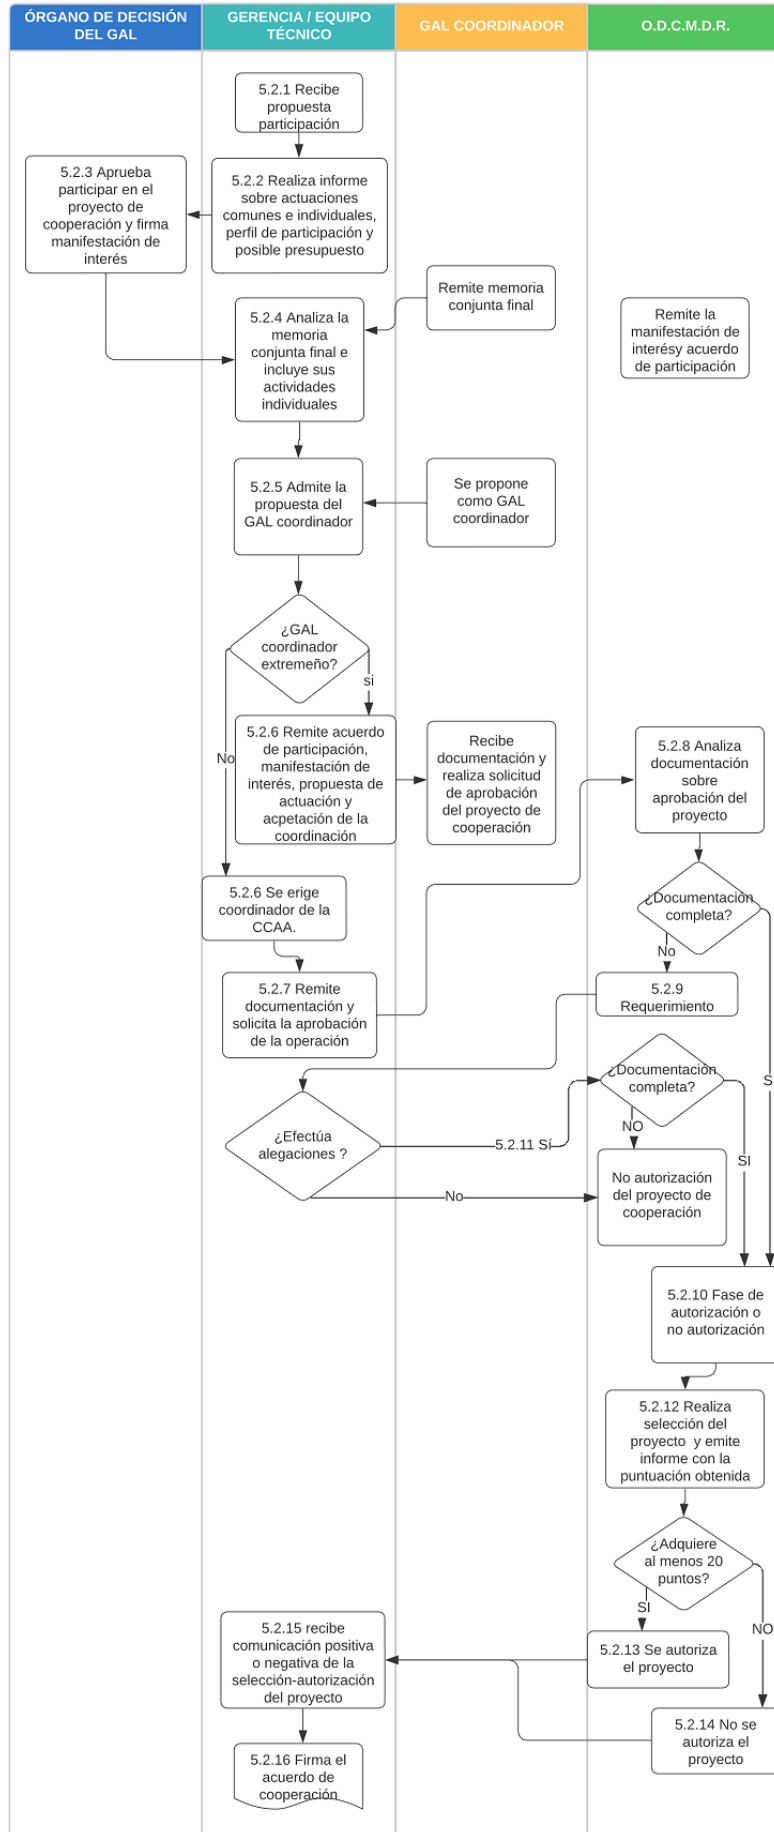 ÓRGANO DE DECISIÓN
DEL GAL
GERENCIA / EQUIPO
TÉCNICO
GAL COORDINADOR
O.D.C.M.D.R.
5.2.1 Recibe
propuesta
participación
5.2.3 Aprueba
participar en el
proyecto de
cooperación y firma
manifestación de
interés
5.2.2 Realiza informe
sobre actuaciones
comunes e individuales,
perfil de participación y
posible presupuesto
Remite memoria
conjunta final
5.2.4 Analiza la
memoria
conjunta final e
incluye sus
actividades
individuales
Remite la
manifestación de
interésy acuerdo
de participación
5.2.5 Admite la
propuesta del
GAL coordinador
Se propone
como GAL
coordinador
¿GAL
coordinador
extremeño?
si
No
5.2.6 Remite acuerdo
de participación,
manifestación de
interés, propuesta de
actuación y
acpetación de la
coordinación
Recibe
documentación y
realiza solicitud
de aprobación
del proyecto de
cooperación
5.2.8 Analiza
documentación
sobre
aprobación del
proyecto
5.2.6 Se erige
coordinador de la
CCAA.
¿Documentación
completa?
No
5.2.7 Remite
documentación y
solicita la aprobación
de la operación
5.2.9
Requerimiento
¿Documentación
completa?
S
NO
SI
¿Efectúa
alegaciones ?
5.2.11 Sí
No
No autorización
del proyecto de
cooperación
5.2.10 Fase de
autorización o
no autorización
5.2.12 Realiza
selección del
proyecto y emite
informe con la
puntuación obtenida
¿Adquiere
al menos 20
puntos?
SI
NO
5.2.15 recibe
comunicación positiva
o negativa de la
selección-autorización
del proyecto
5.2.13 Se autoriza
el proyecto
5.2.14 No se
autoriza el
proyecto
5.2.16 Firma el
acuerdo de
cooperación